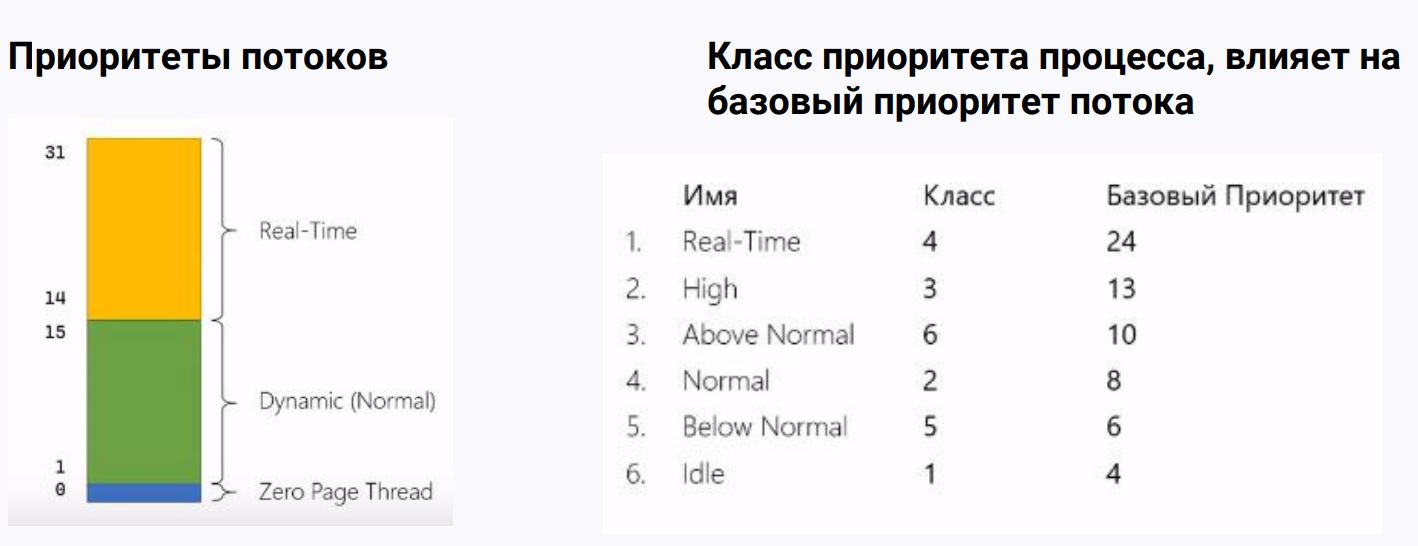 Приоритеты потоков
31
Real-Time
14
15
Dynamic (Normal)
1
0
Zero Page Thread
Класс приоритета процесса, влияет на
базовый приоритет потока
Имя Класс Базовый Приоритет
1. Real-Time 4 24
2. High 3 13
3. Above Normal 6 10
4. Normal 2 8
5. Below Normal 5 6
6. Idle 1 4